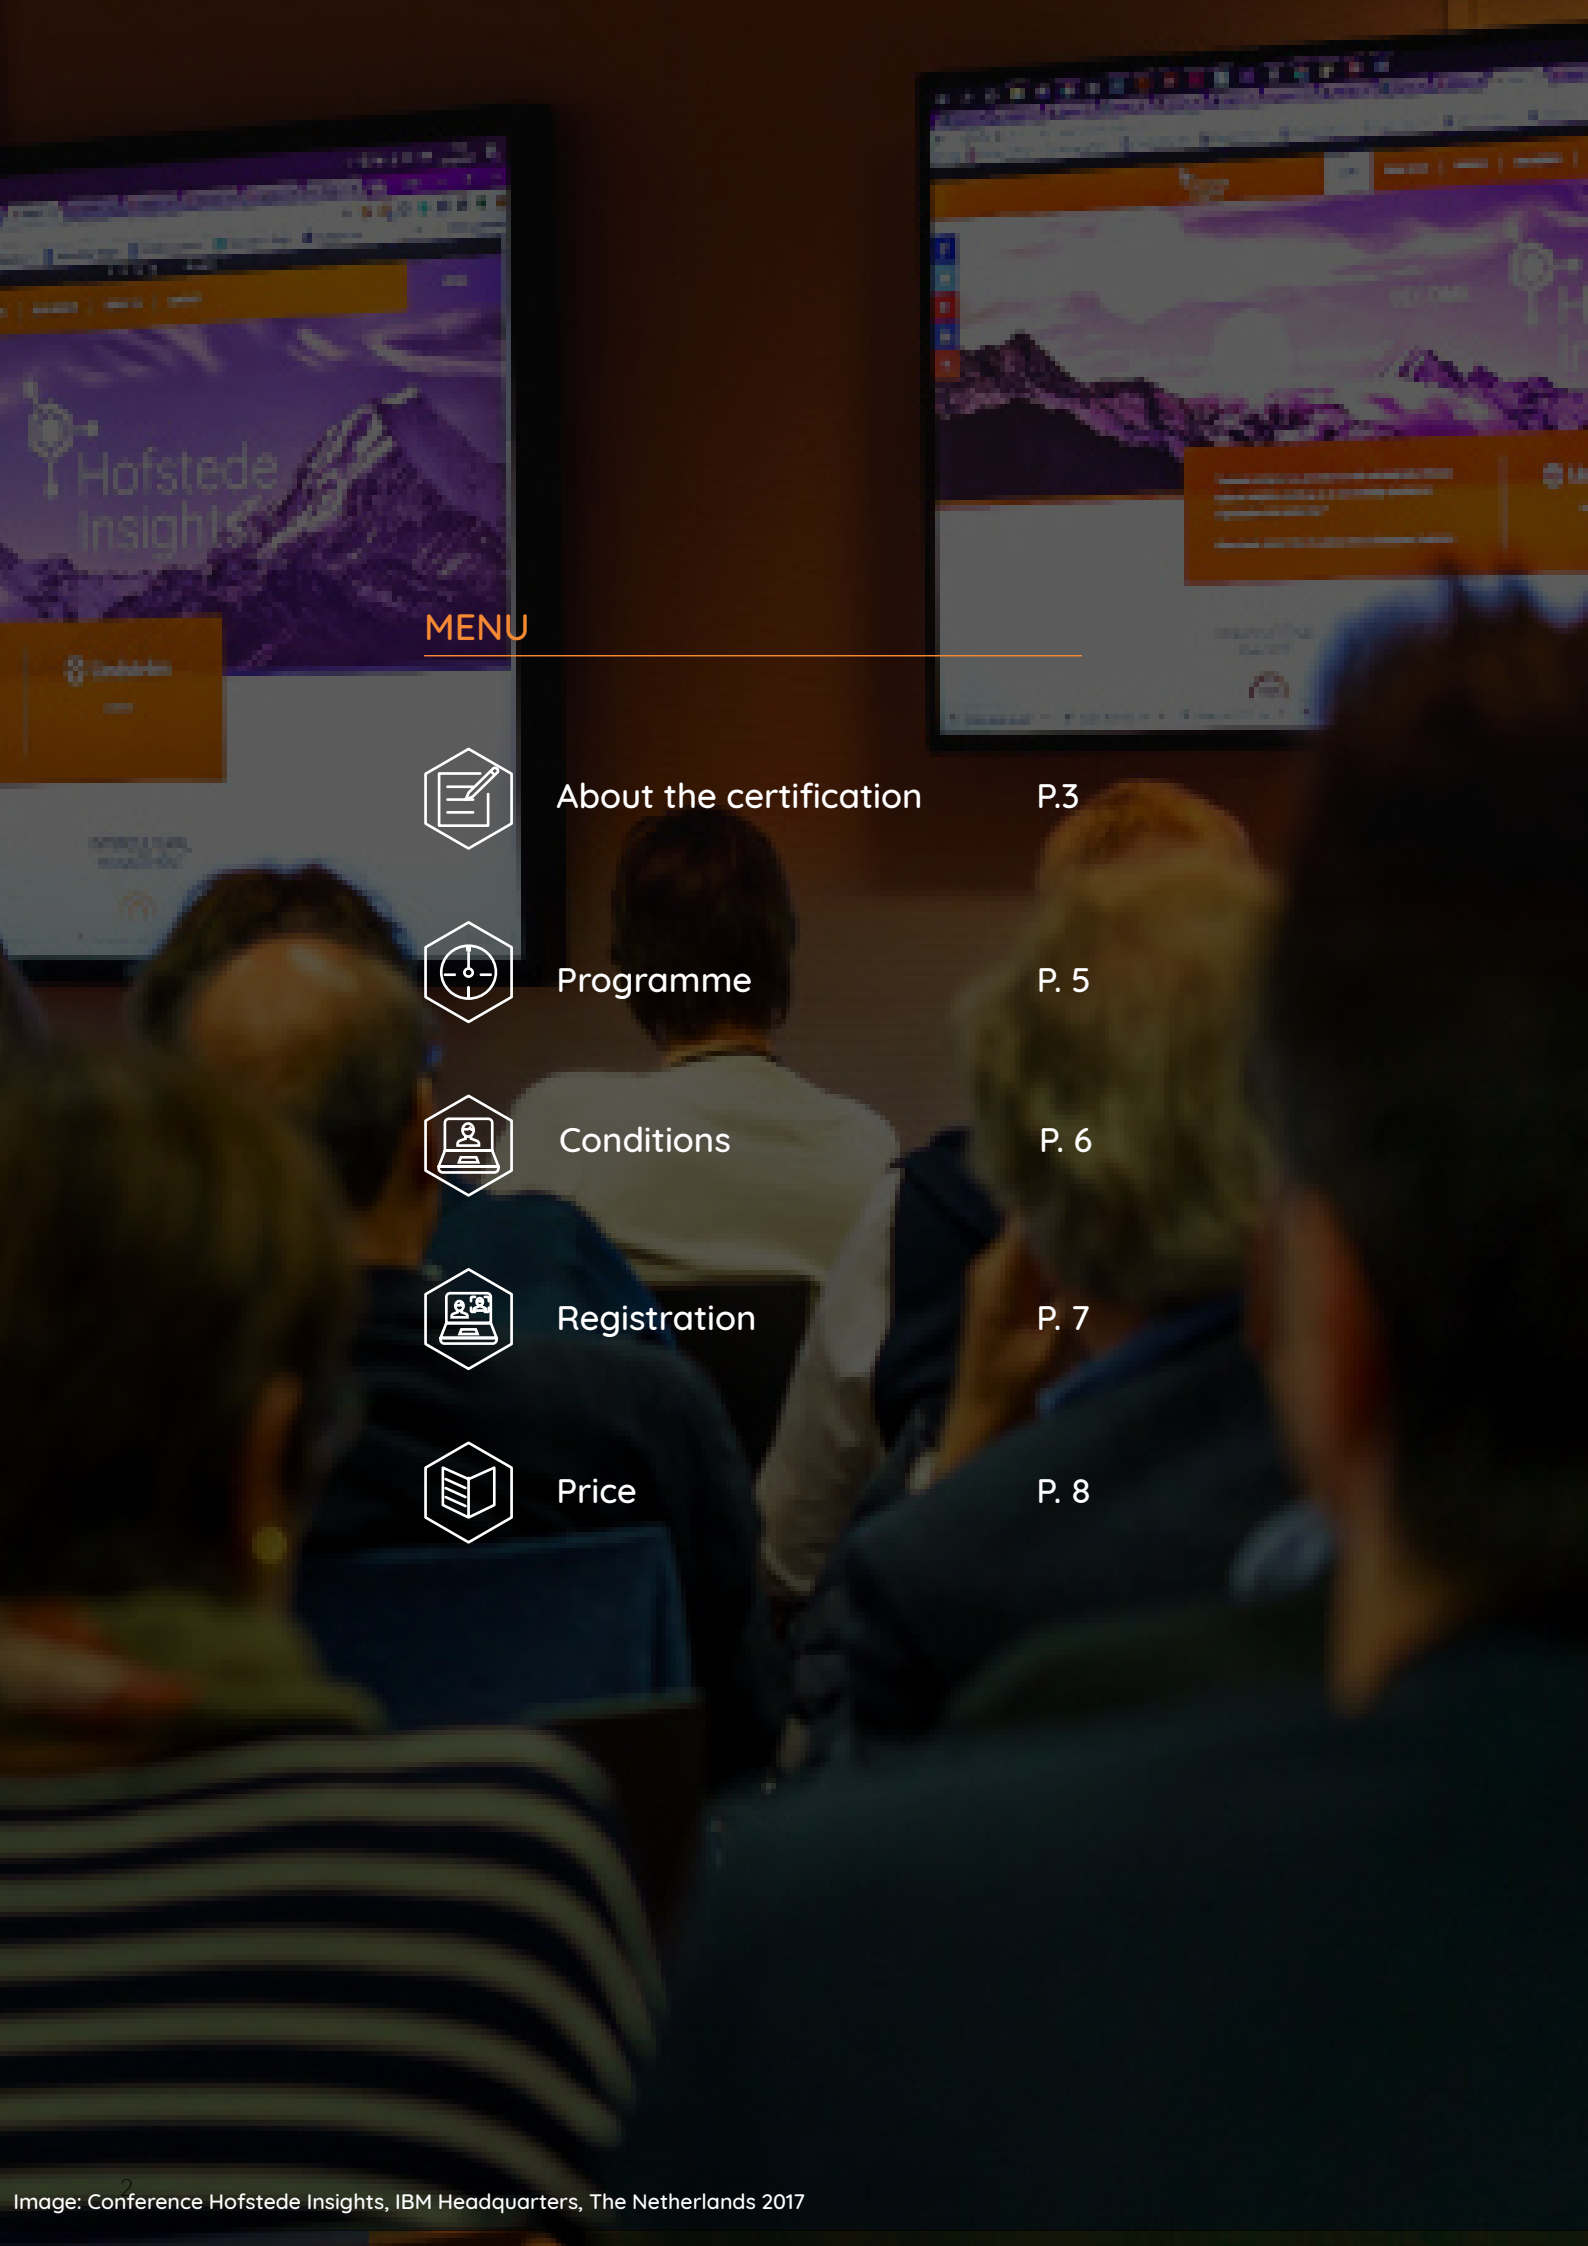 Hofstede
Insights
MENU
About the certification P.3
Programme P. 5
Conditions P. 6
Registration P. 7
Price P. 8
2
Image: Conference Hofstede Insights, IBM Headquarters, The Netherlands 2017